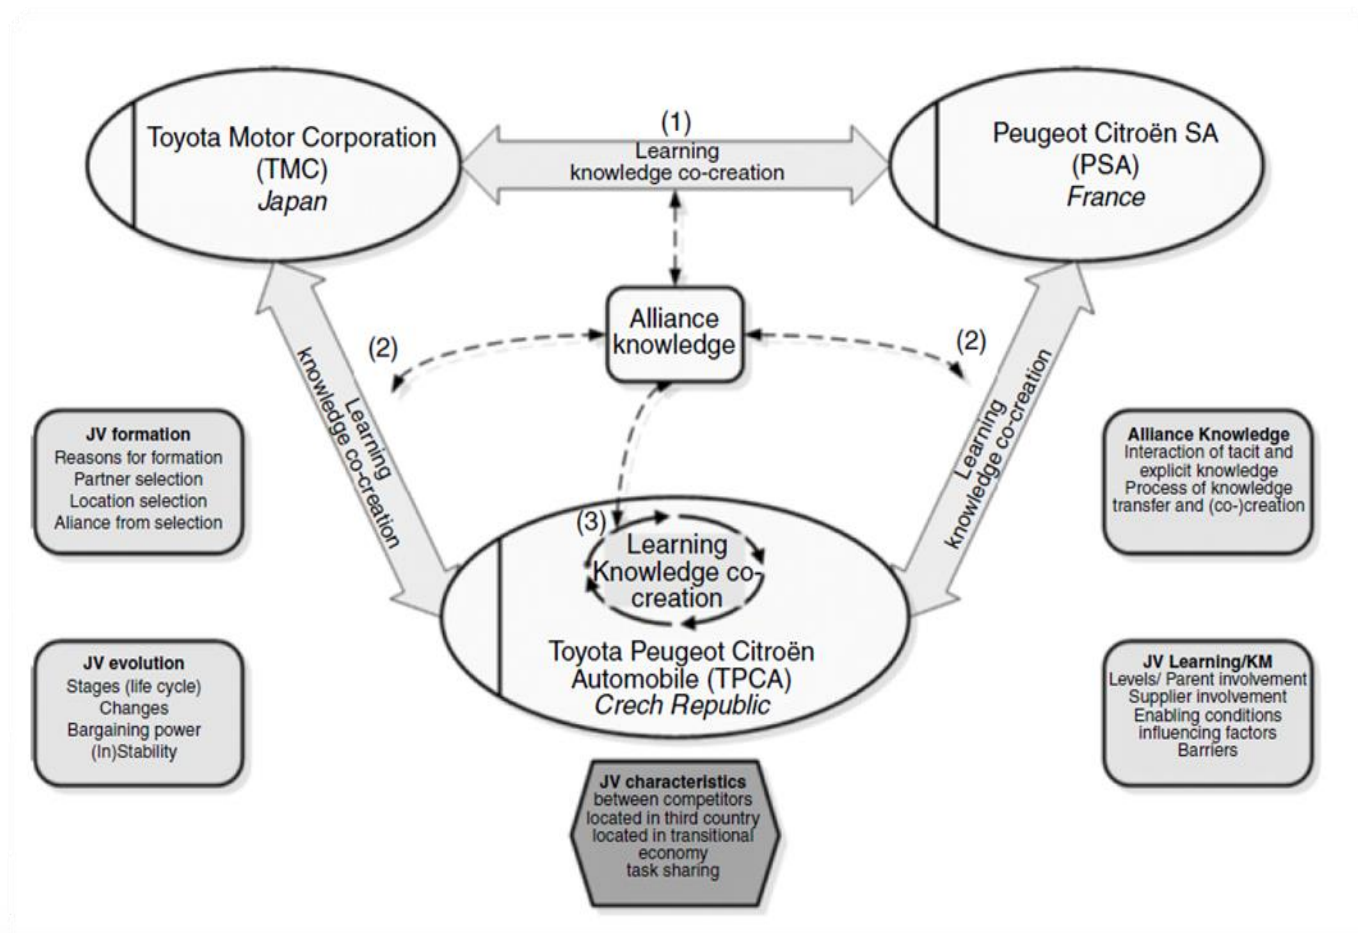 Toyota Motor Corporation
(TMC)
Japan
(1)
Learning
knowledge co-creation
Peugeot Citroën SA
(PSA)
France
Alliance
knowledge
(2)
(2)
Learning
knowledge co-creation
Learning
knowledge co-creation
JV formation
Reasons for formation
Partner selection
Location selection
Aliance from selection
Alliance Knowledge
Interaction of tacit and
explicit knowledge
Process of knowledge
transfer and (co-)creation
(3)
Learning
Knowledge co-
creation
Toyota Peugeot Citroën
Automobile (TPCA)
Crech Republic
JV evolution
Stages (life cycle)
Changes
Bargaining power
(In)Stability
JV Learning/KM
Levels/ Parent involvement
Supplier involvement
Enabling conditions
influencing factors
Barriers
JV characteristics
between competitors
located in third country
located in transitional
economy
task sharing